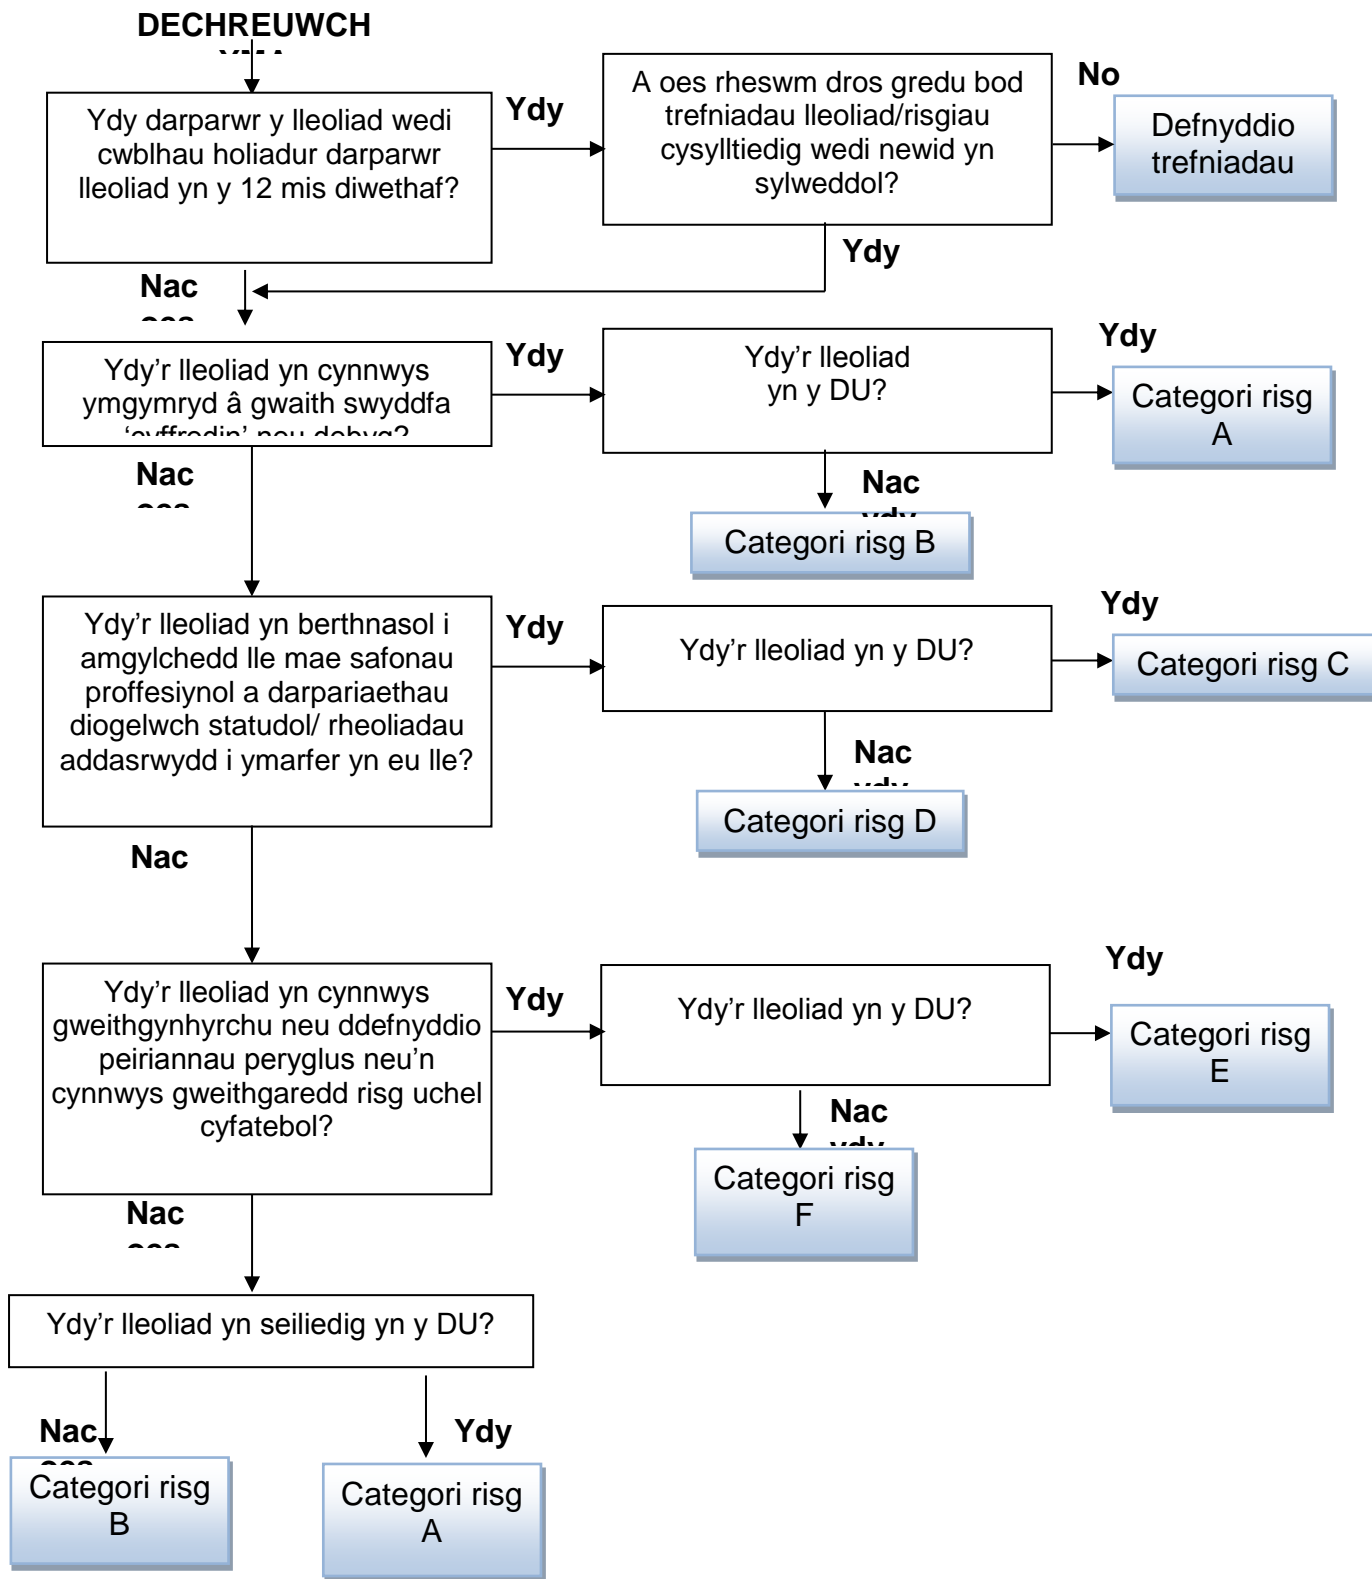 DECHREUWCH
Ydy darparwr y lleoliad wedi
cwblhau holiadur darparwr
lleoliad yn y 12 mis diwethaf?
Ydy
A oes rheswm dros gredu bod
trefniadau lleoliad/risgiau
cysylltiedig wedi newid yn
sylweddol?
No
Defnyddio
trefniadau
Ydy
Nac
Ydy'r lleoliad yn cynnwys
ymgymryd â gwaith swyddfa
‘cyffredin’ neu debyg?
Ydy
Ydy'r lleoliad
yn y DU?
Ydy
Categori risg
A
Nac
ydy
Categori risg B
Nac
Ydy’r lleoliad yn berthnasol i
amgylchedd lle mae safonau
proffesiynol a darpariaethau
diogelwch statudol/ rheoliadau
addasrwydd i ymarfer yn eu lle?
Ydy
Ydy’r lleoliad yn y DU?
Ydy
Categori risg C
Nac
ydy
Categori risg D
Nac
Ydy’r lleoliad yn cynnwys
gweithgynhyrchu neu ddefnyddio
peiriannau peryglus neu’n
cynnwys gweithgaredd risg uchel
cyfatebol?
Ydy
Ydy’r lleoliad yn y DU?
Ydy
Categori risg
E
Nac
ydy
Categori risg
F
Nac
Ydy’r lleoliad yn seiliedig yn y DU?
Nac
Categori risg
B
Ydy
Categori risg
A